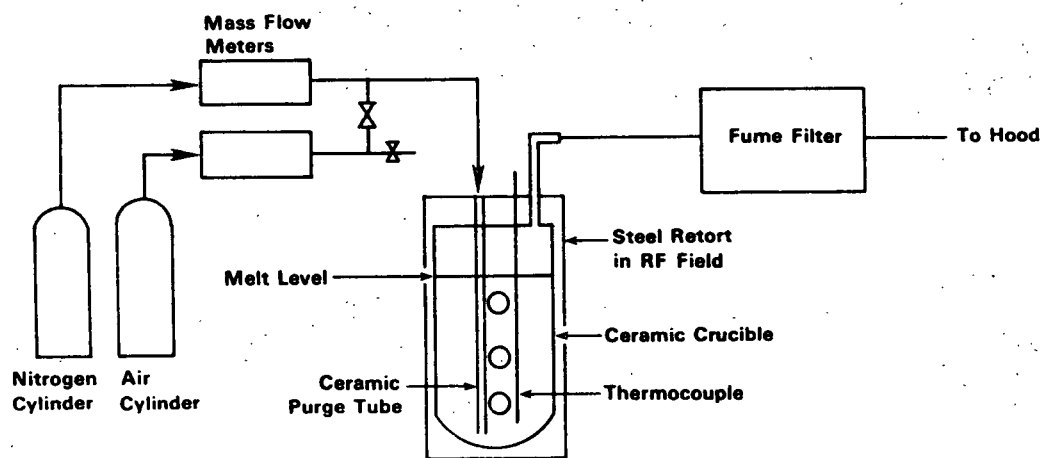 Mass Flow
Meters
Fume Filter
To Hood
Steel Retort
in RF Field
Melt Level
Ceramic Crucible
Nitrogen
Cylinder
Air
Cylinder
Ceramic
Purge Tube
Thermocouple